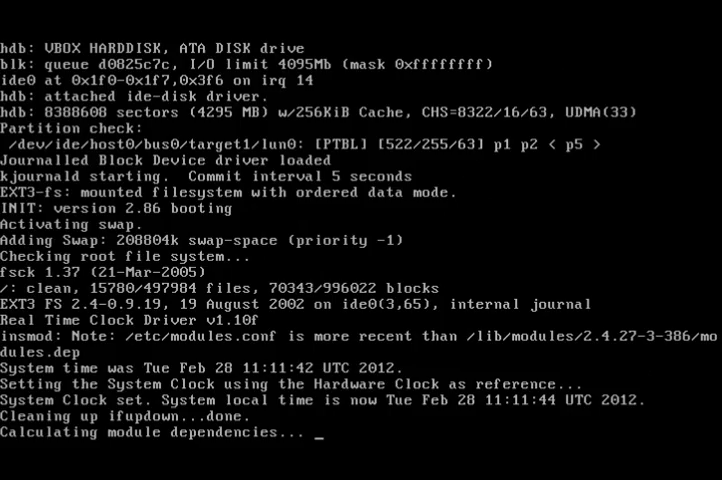 hdb: VBOX HARDDISK, ATA DISK drive
blk: queue d0825c7c, I/O limit 4095Mb (mask 0xffffffff)
ide0 at 0x1f0-0x1f7,0x3f6 on irq 14
hdb: attached ide-disk driver.
hdb: 8388608 sectors (4295 MB) w/256KiB Cache, CHS=8322/16/63, UDMA(33)
Partition check:
 /dev/ide/host0/bus0/target1/lun0: [PTBL] [522/255/63] p1 p2 < p5 >
Journalled Block Device driver loaded
kjournald starting.  Commit interval 5 seconds
EXT3-fs: mounted filesystem with ordered data mode.
INIT: version 2.86 booting
Activating swap.
Adding Swap: 208804k swap-space (priority -1)
Checking root file system...
fsck 1.37 (21-Mar-2005)
/: clean, 15780/497984 files, 70343/996022 blocks
EXT3 FS 2.4-0.9.19, 19 August 2002 on ide0(3,65), internal journal
Real Time Clock Driver v1.10f
insmod: Note: /etc/modules.conf is more recent than /lib/modules/2.4.27-3-386/mo
dules.dep
System time was Tue Feb 28 11:11:42 UTC 2012.
Setting the System Clock using the Hardware Clock as reference...
System Clock set. System local time is now Tue Feb 28 11:11:44 UTC 2012.
Cleaning up ifupdown...done.
Calculating module dependencies... _